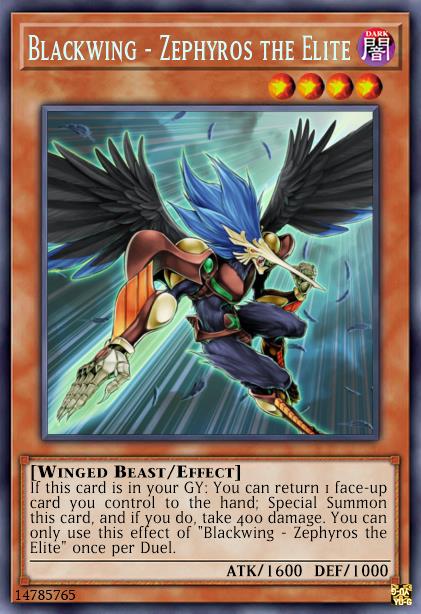 BLACKWING - ZEPHYROS THE ELITE
DARK
闇
[WINGED BEAST/EFFECT]
If this card is in your GY: You can return 1 face-up
card you control to the hand; Special Summon
this card, and if you do, take 400 damage. You can
only use this effect of "Blackwing - Zephyros the
Elite" once per Duel.
ATK/1600 DEF/1000
14785765